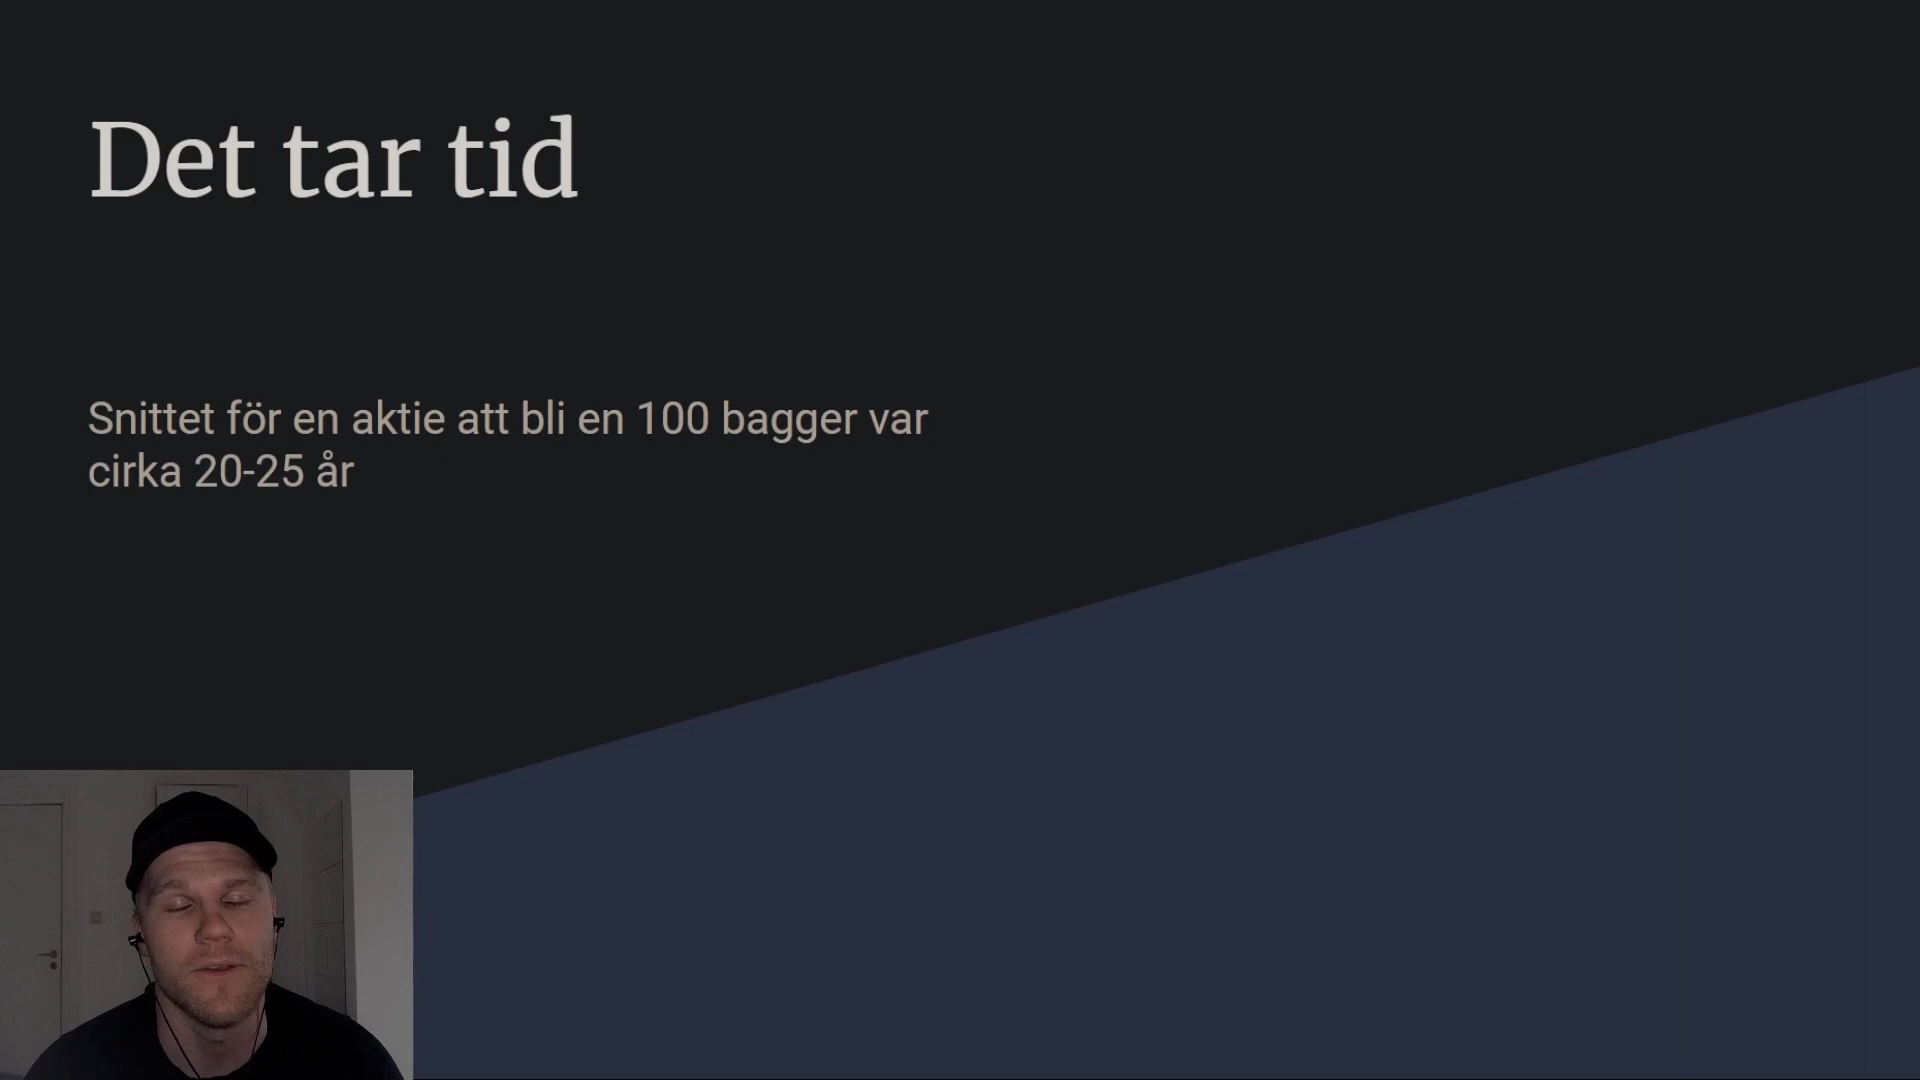 Det tar tid
Snittet för en aktie att bli en 100 bagger var
cirka 20-25 år